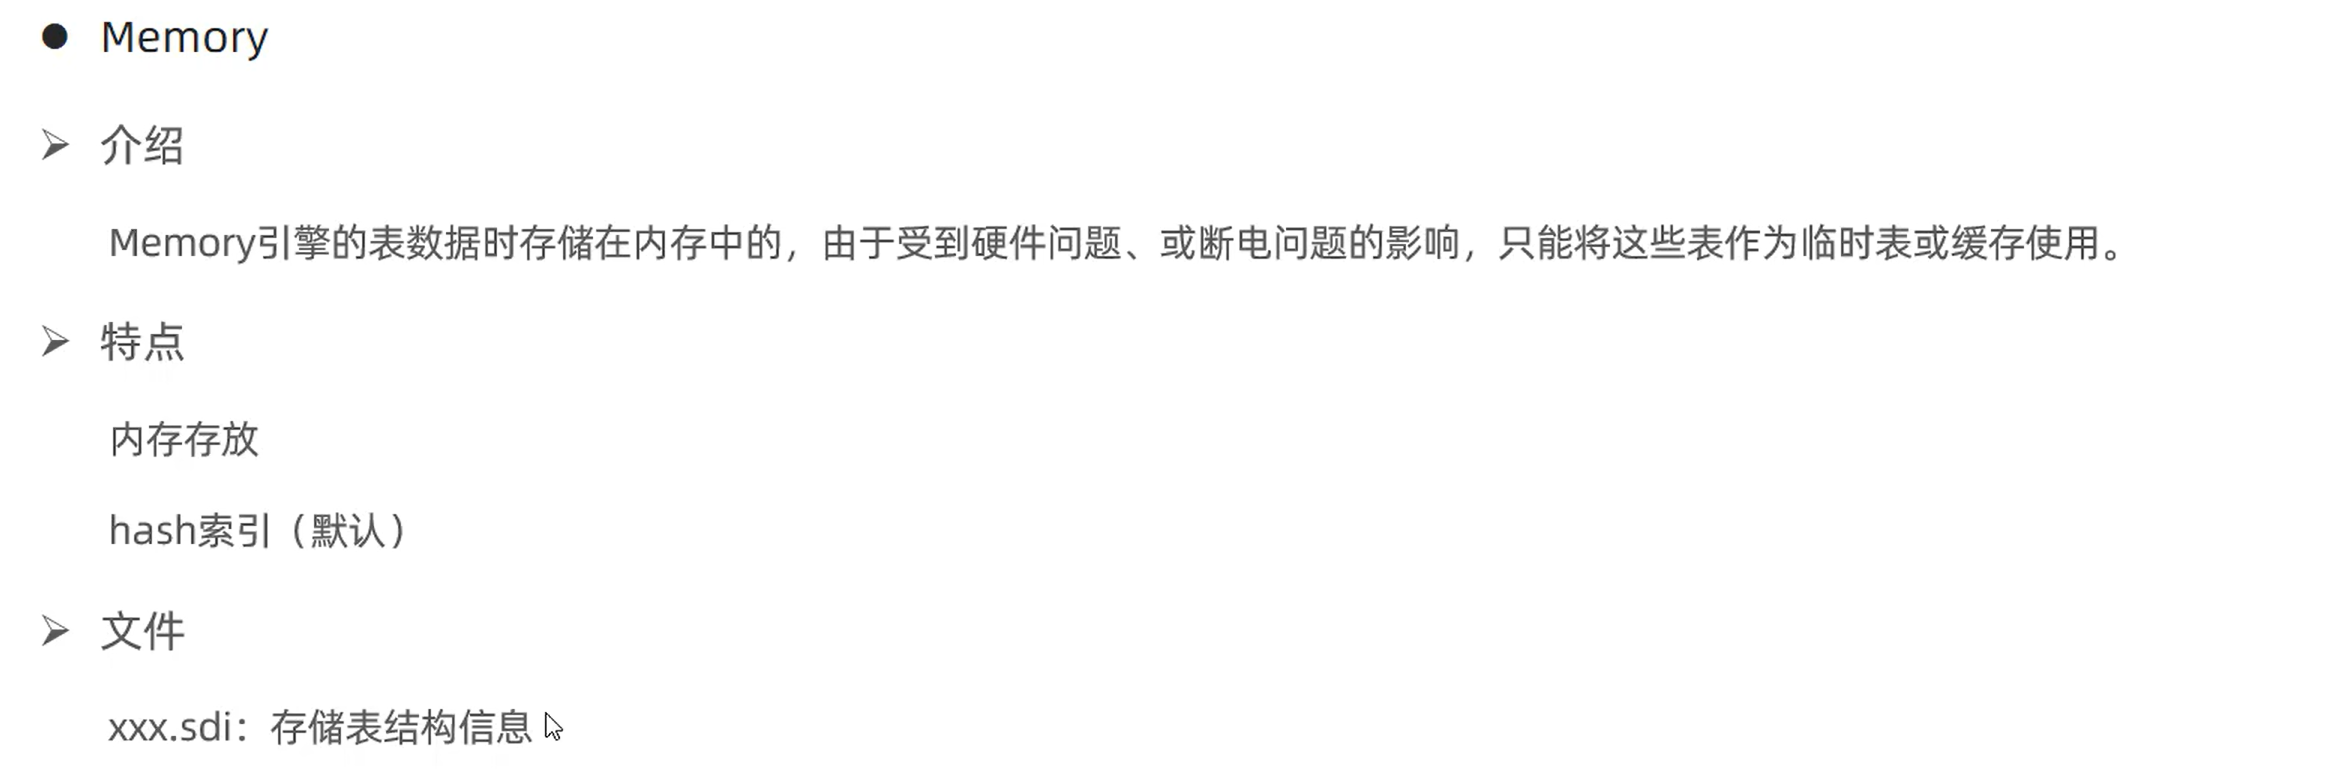 ● Memory
➢ 介绍
Memory引擎的表数据时存储在内存中的，由于受到硬件问题、或断电问题的影响，只能将这些表作为临时表或缓存使用。
➢ 特点
内存存放
hash索引（默认）
➢ 文件
xxx.sdi：存储表结构信息